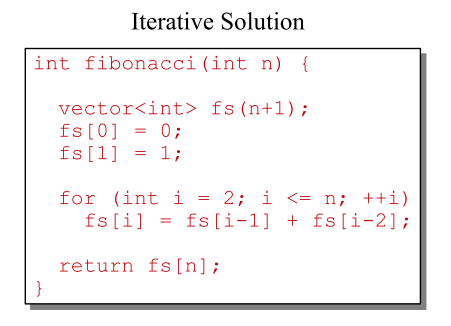 Iterative Solution
int fibonacci(int n) {
vector<int> fs(n+1);
fs[0] = 0;
fs[1] = 1;
for (int i = 2; i <= n; ++i)
fs[i] = fs[i-1] + fs[i-2];
return fs[n];
}